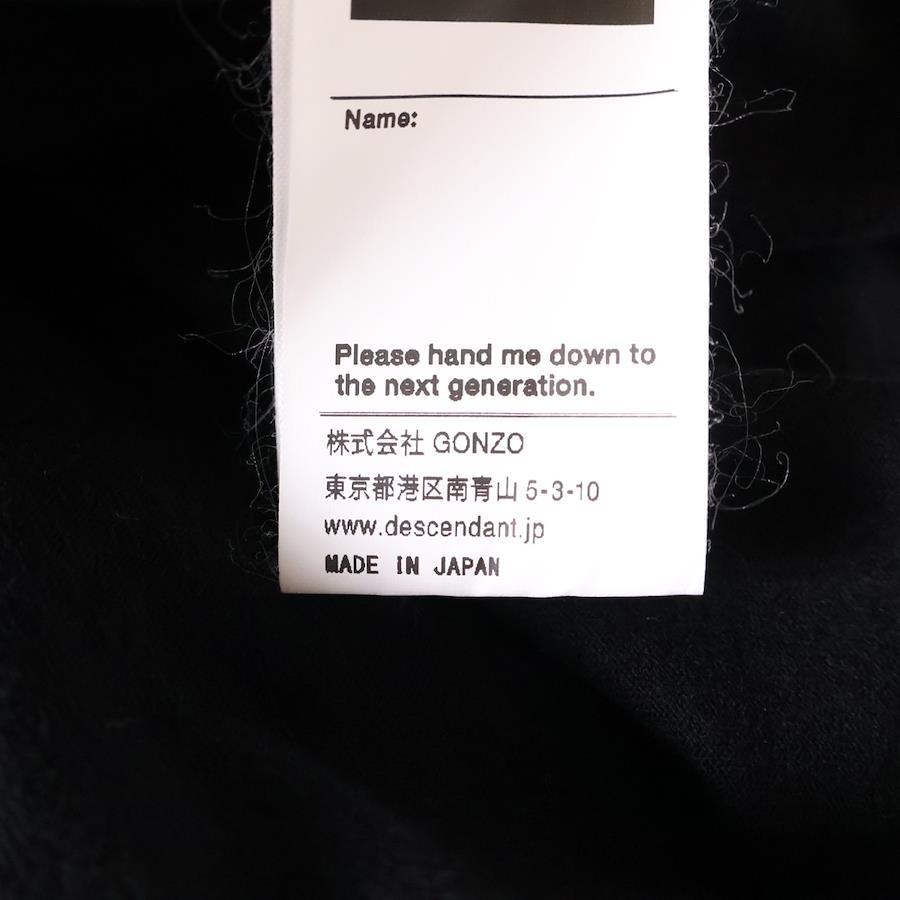 Name:
Please hand me down to
the next generation.
株式会社 GONZO
東京都港区南青山 5-3-10
www.descendant.jp
MADE IN JAPAN